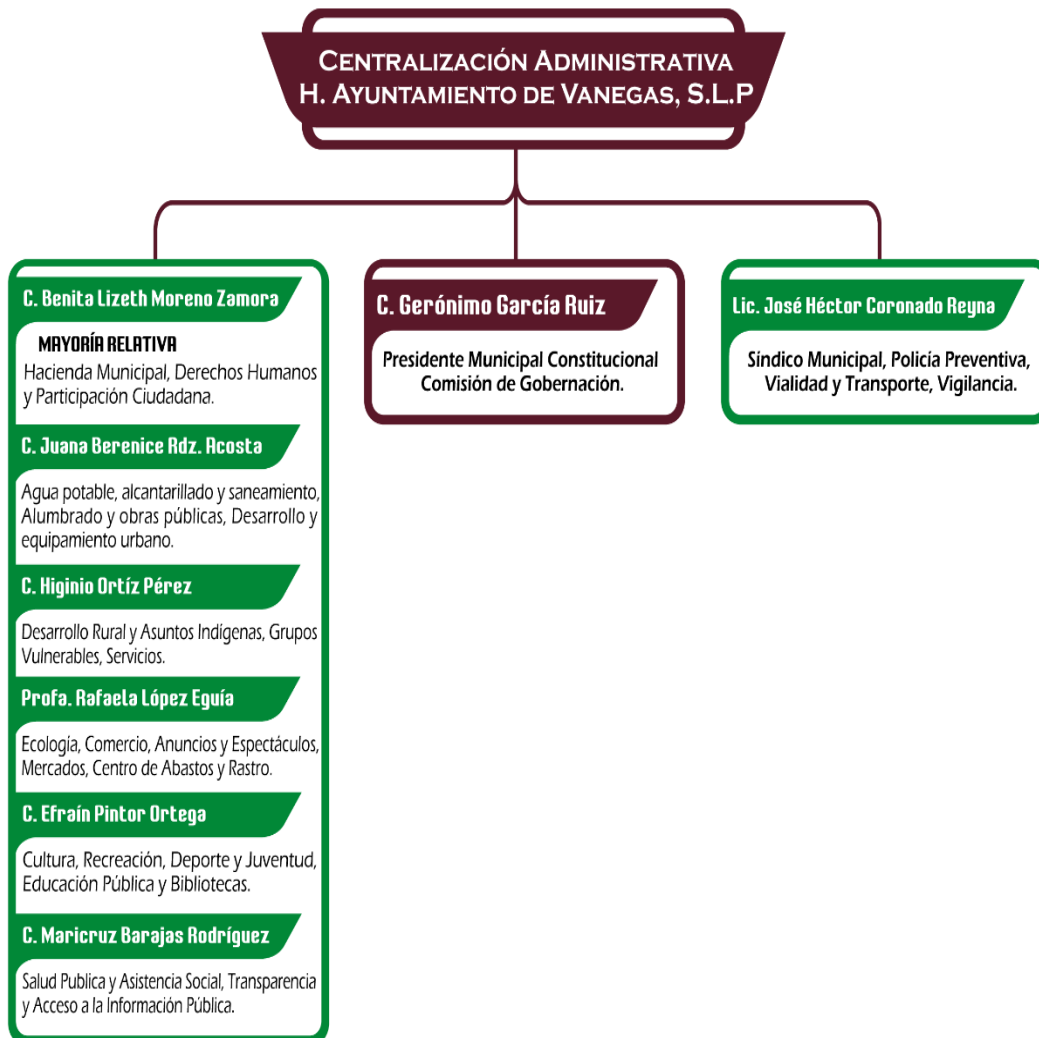 CENTRALIZACIÓN ADMINISTRATIVA
H. AYUNTAMIENTO DE VANEGAS, S.L.P
C. Benita Lizeth Moreno Zamora
MAYORÍA RELATIVA
Hacienda Municipal, Derechos Humanos
y Participación Ciudadana.
C. Juana Berenice Rdz. Acosta
Agua potable, alcantarillado y saneamiento,
Alumbrado y obras públicas, Desarrollo y
equipamiento urbano.
C. Higinio Ortíz Pérez
Desarrollo Rural y Asuntos Indígenas, Grupos
Vulnerables, Servicios.
Profa. Rafaela López Eguía
Ecología, Comercio, Anuncios y Espectáculos,
Mercados, Centro de Abastos y Rastro.
C. Efraín Pintor Ortega
Cultura, Recreación, Deporte y Juventud,
Educación Pública y Bibliotecas.
C. Maricruz Barajas Rodríguez
Salud Publica y Asistencia Social, Transparencia
y Acceso a la Información Pública.
C. Gerónimo García Ruiz
Presidente Municipal Constitucional
Comisión de Gobernación.
Lic. José Héctor Coronado Reyna
Síndico Municipal, Policía Preventiva,
Vialidad y Transporte, Vigilancia.